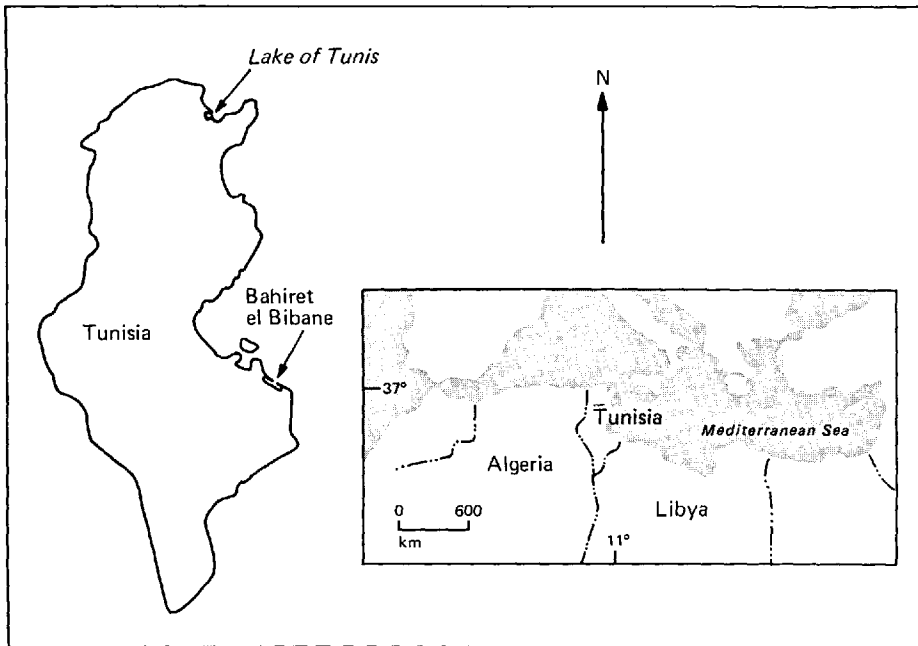 Lake of Tunis
N
Bahiret
el Bibane
Tunisia
37°
Tunisia
Mediterranean Sea
Algeria
0 600
km
Libya
11°